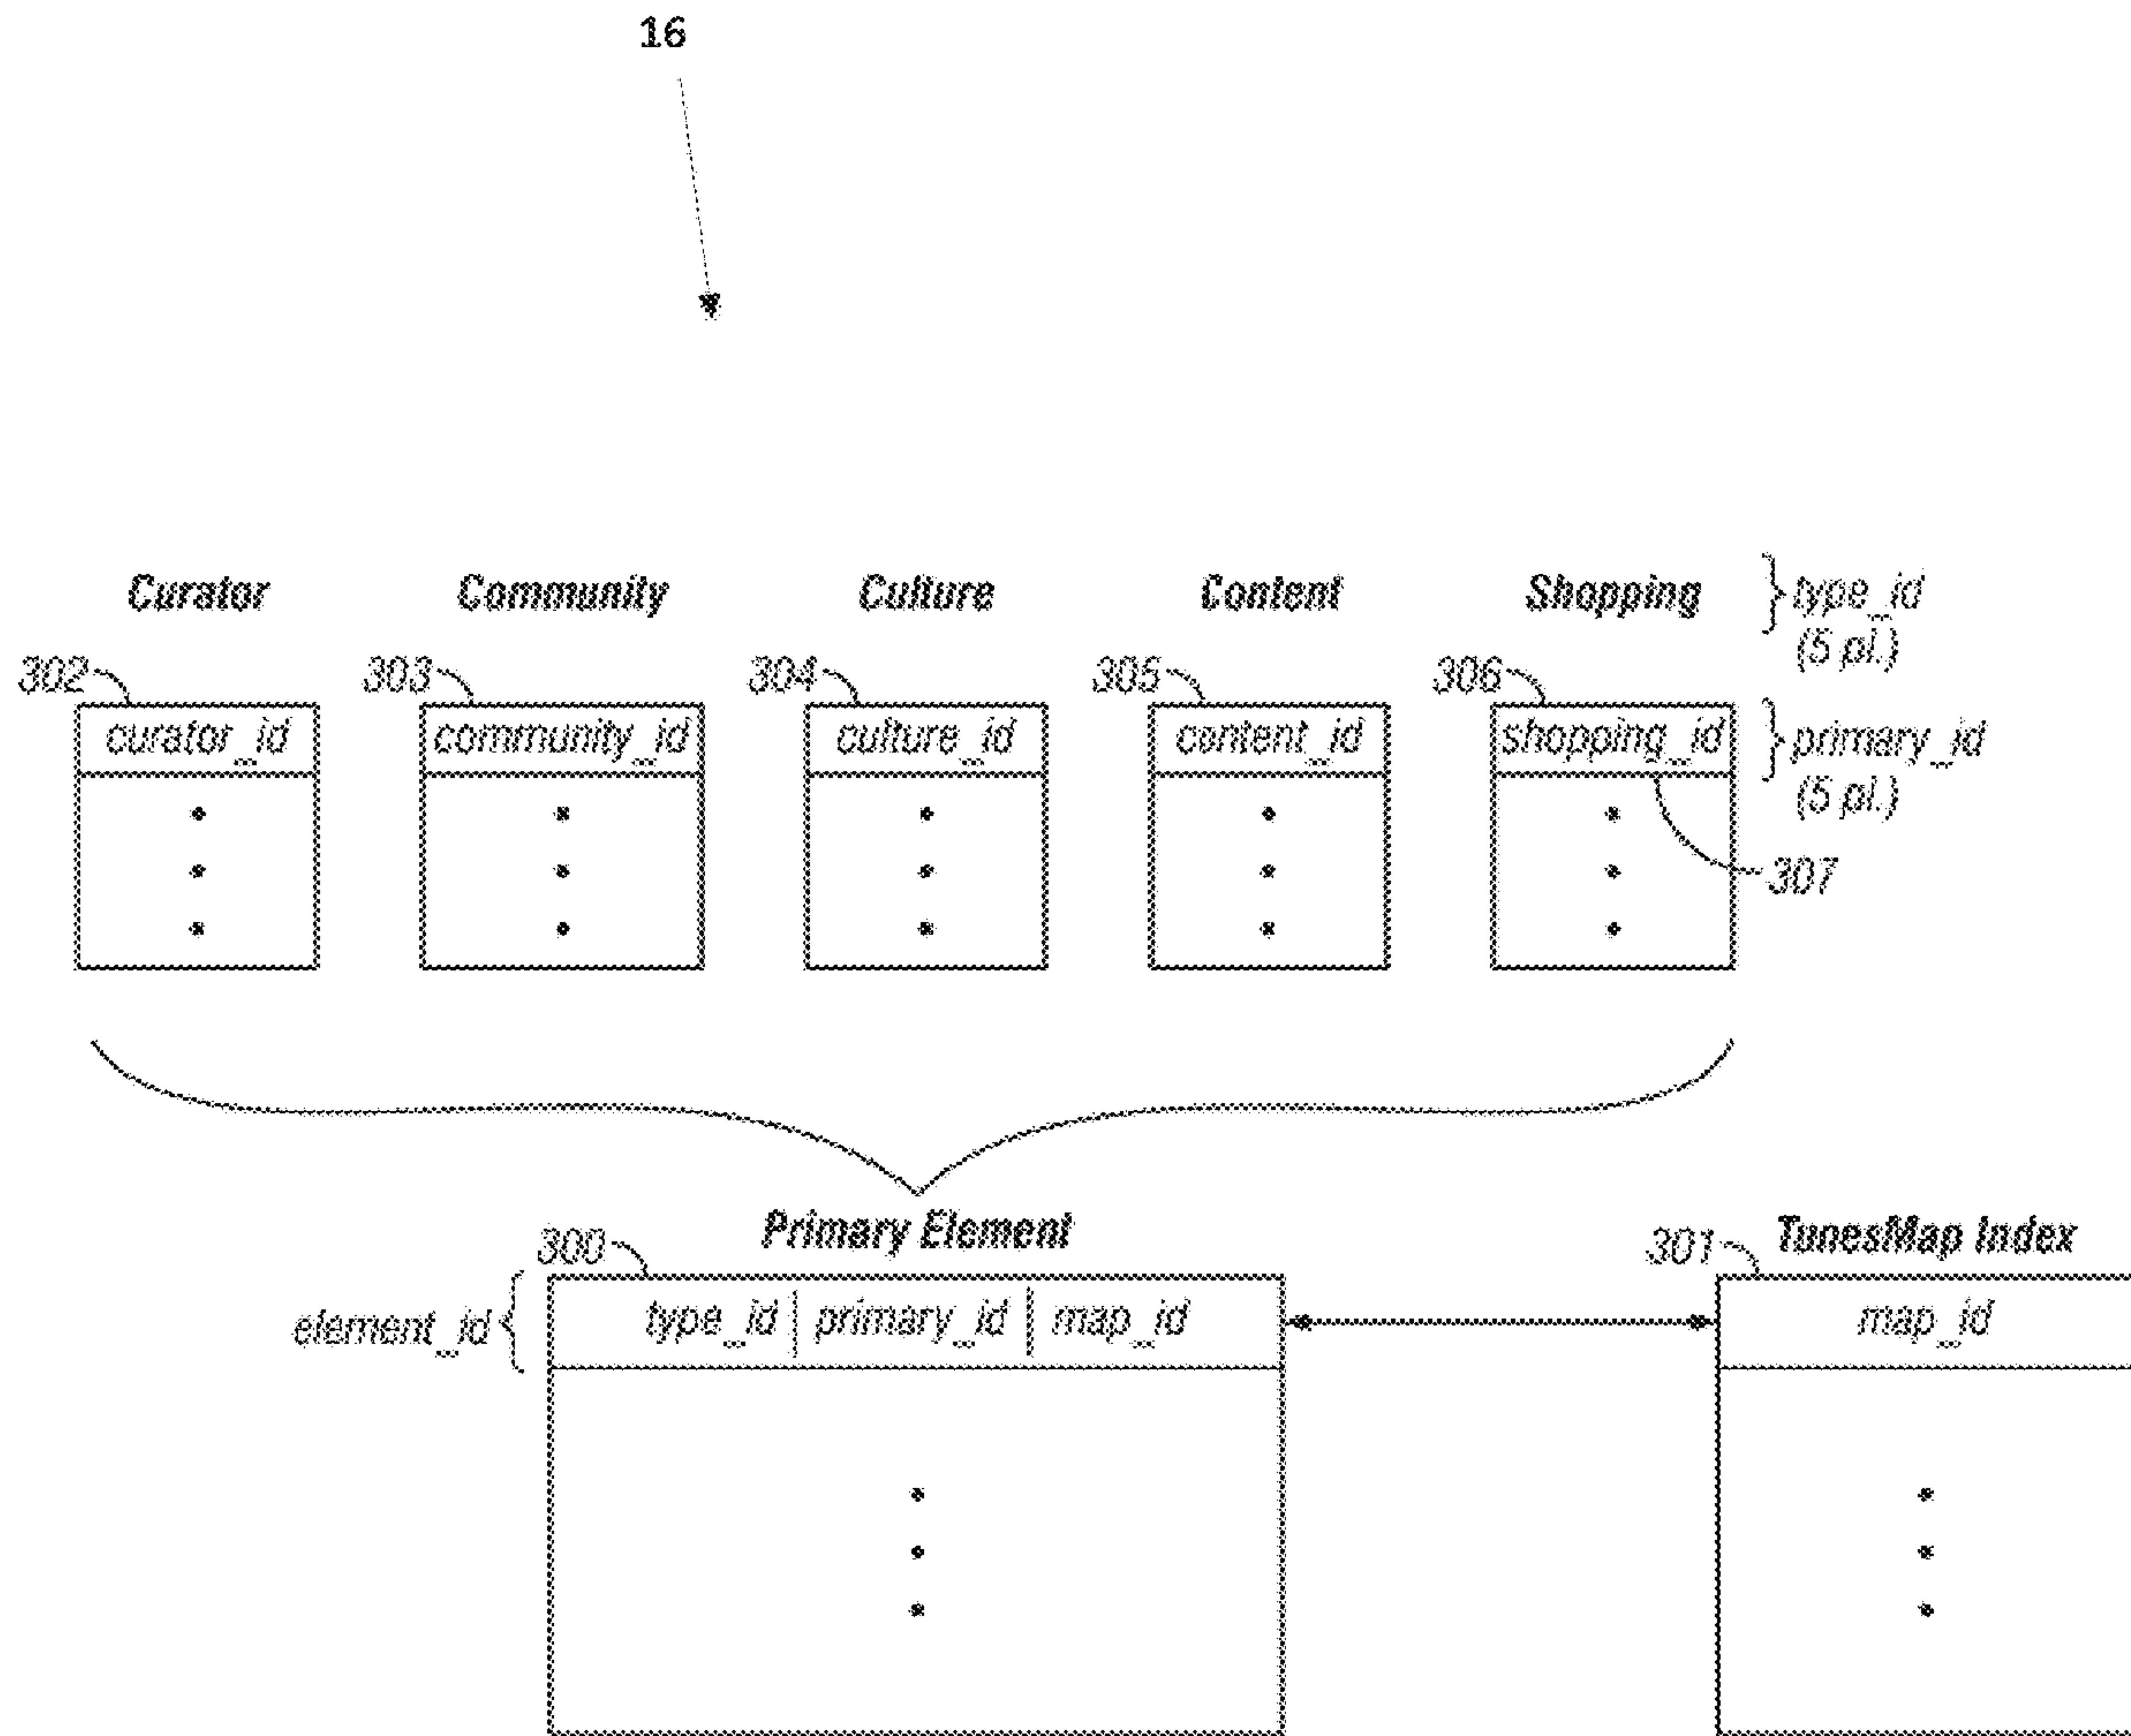 16
Curator Community Culture Content Shopping type_id
(5 pl.)
302 303 304 305 306
curator_id community_id culture_id content_id shopping_id primary_id
(5 pl.)
307
Primary Element TunesMap Index
300 301
element_id type_id primary_id map_id map_id